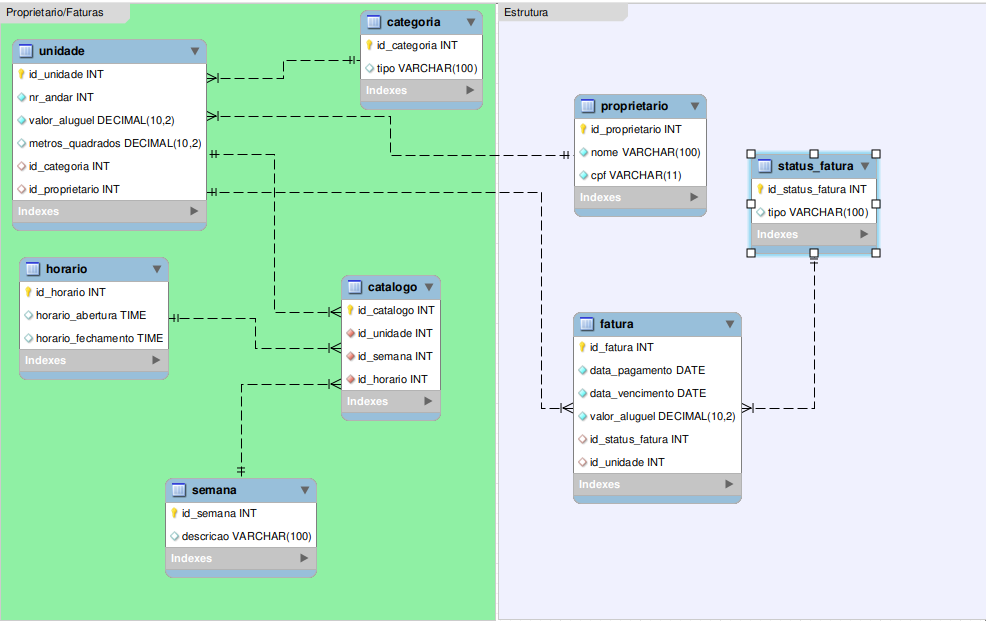 Proprietario/Faturas
unidade
id_unidade INT
nr_andar INT
valor_aluguel DECIMAL(10,2)
metros_quadrados DECIMAL(10,2)
id_categoria INT
id_proprietario INT
Indexes
categoria
id_categoria INT
tipo VARCHAR(100)
Indexes
horario
id_horario INT
horario_abertura TIME
horario_fechamento TIME
Indexes
catalogo
id_catalogo INT
id_unidade INT
id_semana INT
id_horario INT
Indexes
semana
id_semana INT
descricao VARCHAR(100)
Indexes
Estrutura
proprietario
id_proprietario INT
nome VARCHAR(100)
cpf VARCHAR(11)
Indexes
status_fatura
id_status_fatura INT
tipo VARCHAR(100)
Indexes
fatura
id_fatura INT
data_pagamento DATE
data_vencimento DATE
valor_aluguel DECIMAL(10,2)
id_status_fatura INT
id_unidade INT
Indexes